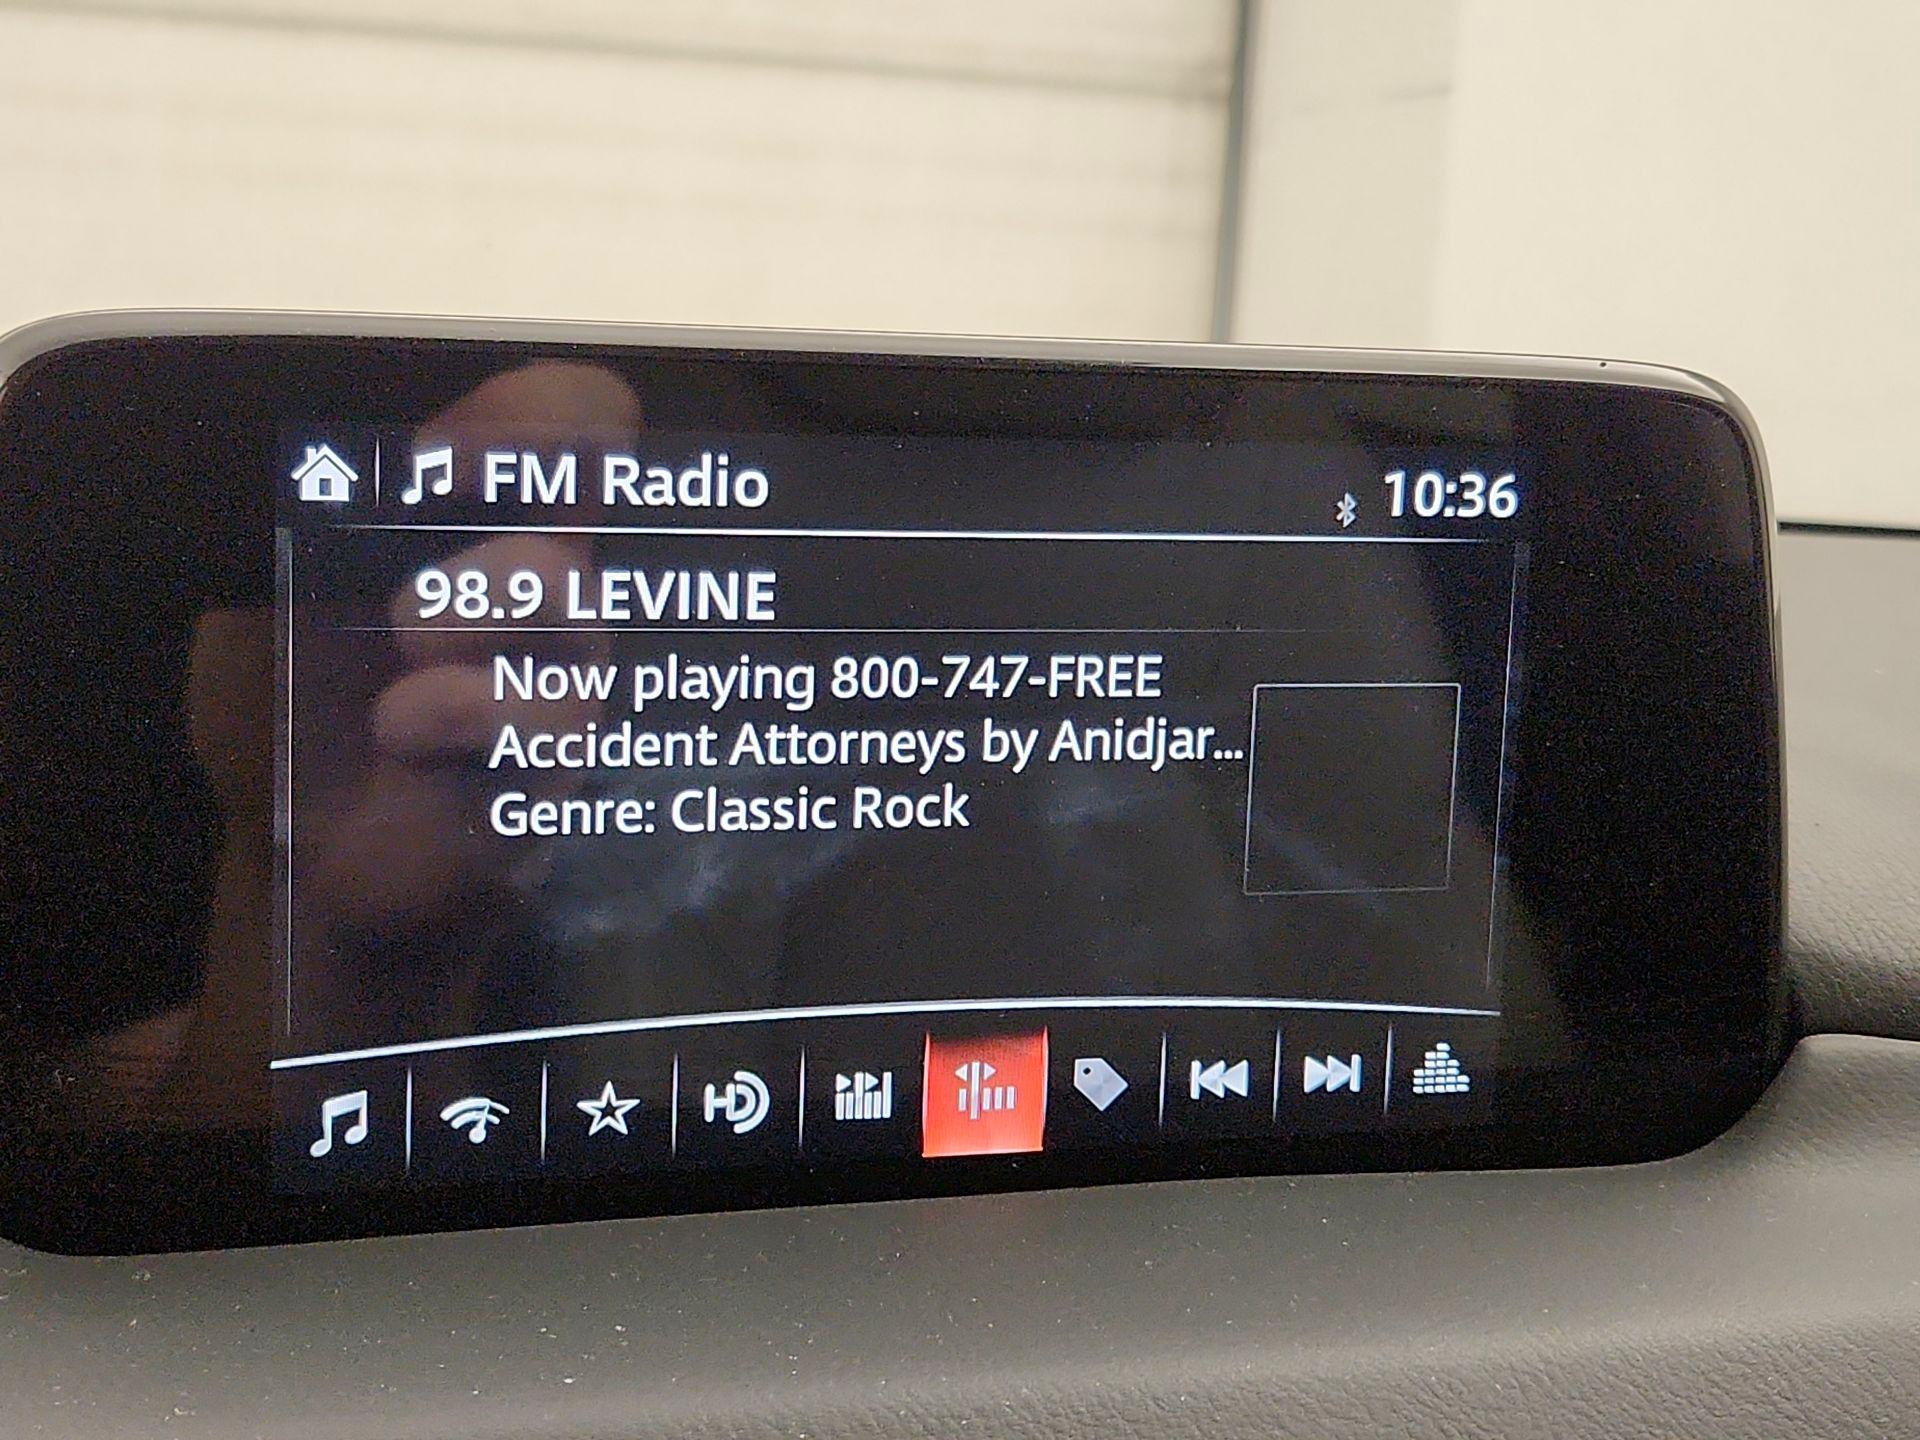 FM Radio
10:36
98.9 LEVINE
Now playing 800-747-FREE
Accident Attorneys by Anidjar...
Genre: Classic Rock
HD